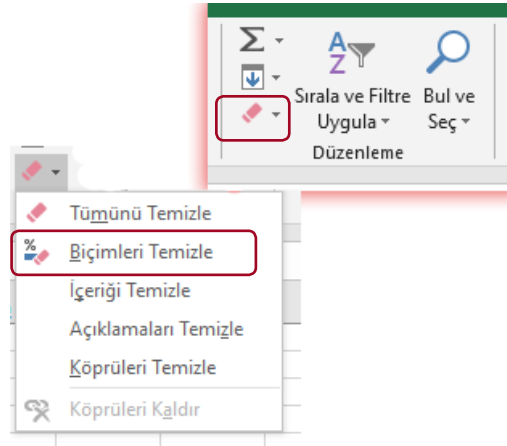 Sırala ve Filtre
Uygula
Bul ve
Seç
Düzenleme
Tümünü Temizle
Biçimleri Temizle
İçeriği Temizle
Açıklamaları Temizle
Köprüleri Temizle
Köprüleri Kaldır